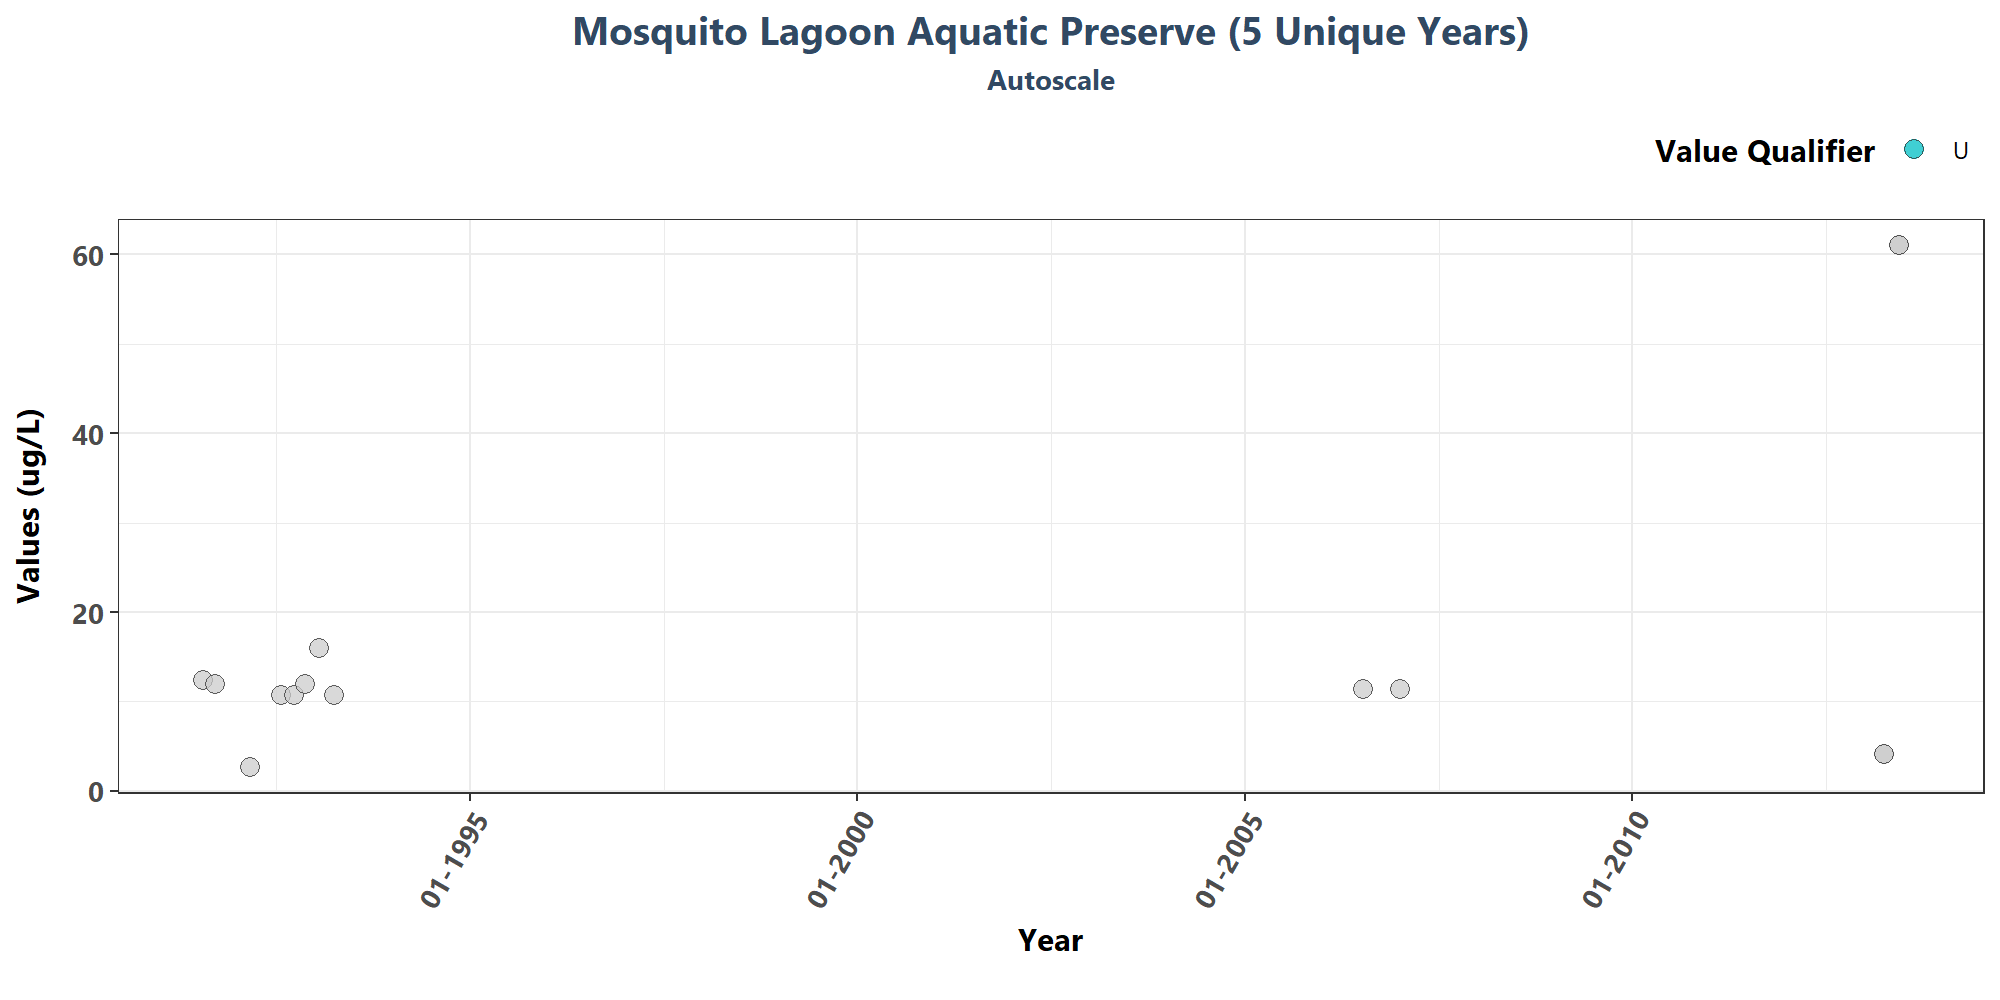 Mosquito Lagoon Aquatic Preserve (5 Unique Years)
Autoscale
Value Qualifier U
Values (ug/L)
60
40
20
0
01-1995
01-2000
01-2005
01-2010
Year